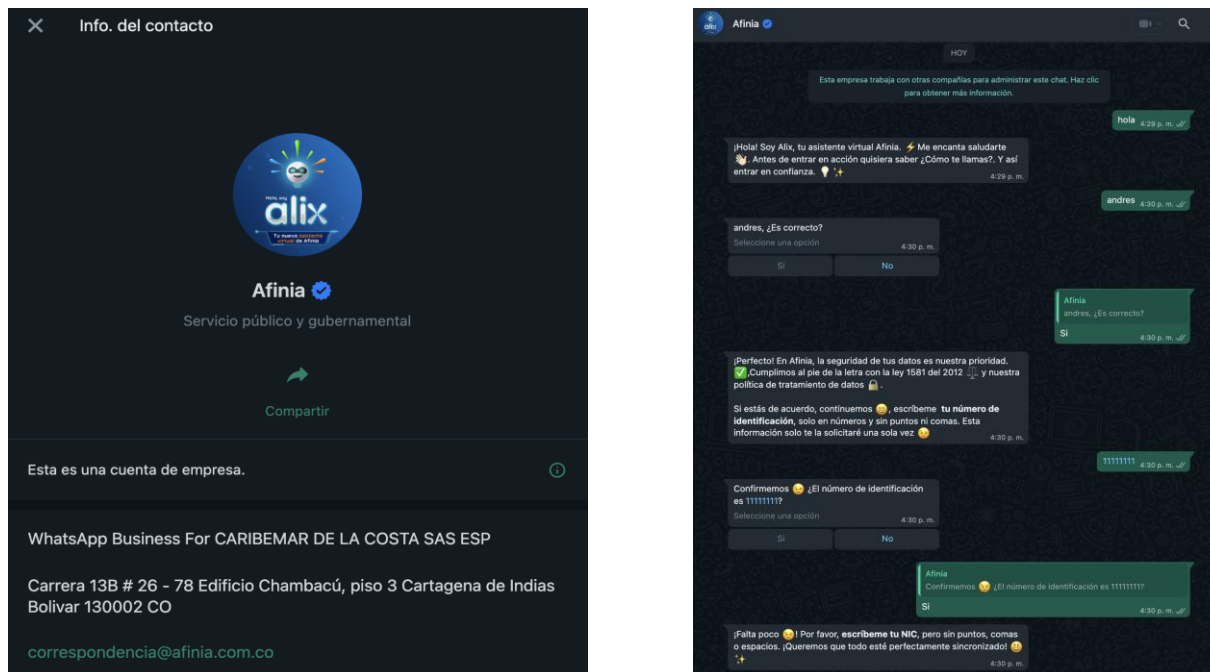 Info. del contacto
Hola, soy
alix
Tu nuevo asistente
virtual de Afinia
Afinia
Servicio público y gubernamental
Compartir
Esta es una cuenta de empresa.
WhatsApp Business For CARIBEMAR DE LA COSTA SAS ESP
Carrera 13B # 26 - 78 Edificio Chambacú, piso 3 Cartagena de Indias
Bolivar 130002 CO
correspondencia@afinia.com.co
alix
Afinia
HOY
Esta empresa trabaja con otras compañías para administrar este chat. Haz clic
para obtener más información.
hola 4:29 p. m.
¡Hola! Soy Alix, tu asistente virtual Afinia. ⚡ Me encanta saludarte
👋🏻. Antes de entrar en acción quisiera saber ¿Cómo te llamas?. Y así
entrar en confianza. 💡 ✨
4:29 p. m.
andres 4:30 p. m.
andres, ¿Es correcto?
Seleccione una opción 4:30 p. m.
Si No
Afinia
andres, ¿Es correcto?
Si 4:30 p. m.
¡Perfecto! En Afinia, la seguridad de tus datos es nuestra prioridad.
✅,Cumplimos al pie de la letra con la ley 1581 del 2012 ⚖️ y nuestra
política de tratamiento de datos 🔒 .
Si estás de acuerdo, continuemos 😄, escríbeme tu número de
identificación, solo en números y sin puntos ni comas. Esta
información solo te la solicitaré una sola vez 😉 4:30 p. m.
11111111 4:30 p. m.
Confirmemos 😉 ¿El número de identificación
es 11111111?
Seleccione una opción 4:30 p. m.
Si No
Afinia
Confirmemos 😉 ¿El número de identificación es 11111111?
Si 4:30 p. m.
¡Falta poco 😉! Por favor, escríbeme tu NIC, pero sin puntos, comas
o espacios. ¡Queremos que todo esté perfectamente sincronizado! 😃
✨ 4:30 p. m.